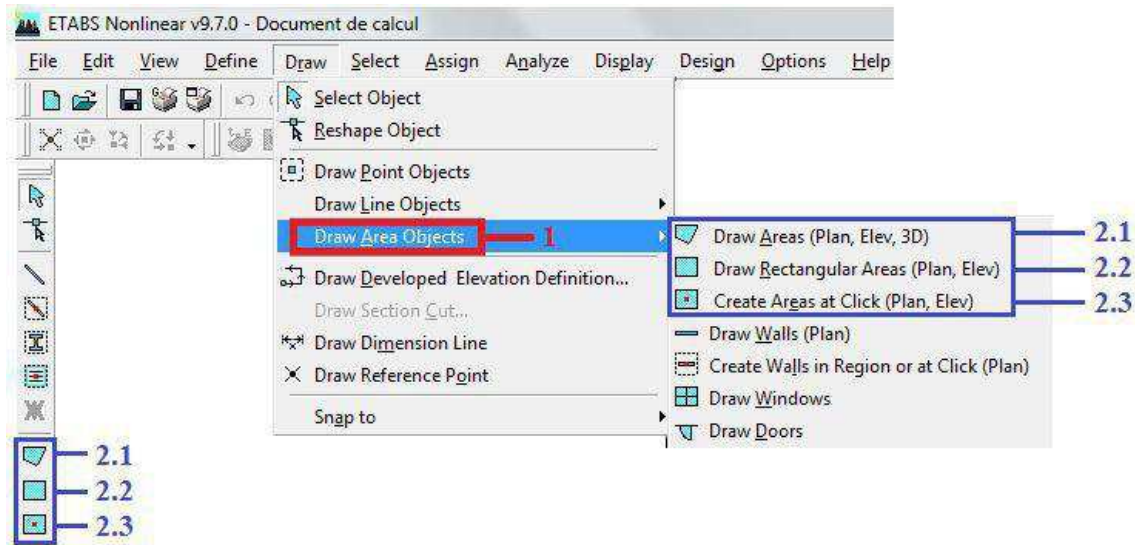 ETABS Nonlinear v9.7.0 - Document de calcul
File Edit View Define Draw Select Assign Analyze Display Design Options Help
Select Object
Reshape Object
Draw Point Objects
Draw Line Objects
Draw Area Objects 1
Draw Areas (Plan, Elev, 3D) 2.1
Draw Rectangular Areas (Plan, Elev) 2.2
Create Areas at Click (Plan, Elev) 2.3
Draw Walls (Plan)
Create Walls in Region or at Click (Plan)
Draw Windows
Draw Doors
Draw Developed Elevation Definition...
Draw Section Cut...
Draw Dimension Line
Draw Reference Point
Snap to
2.1
2.2
2.3